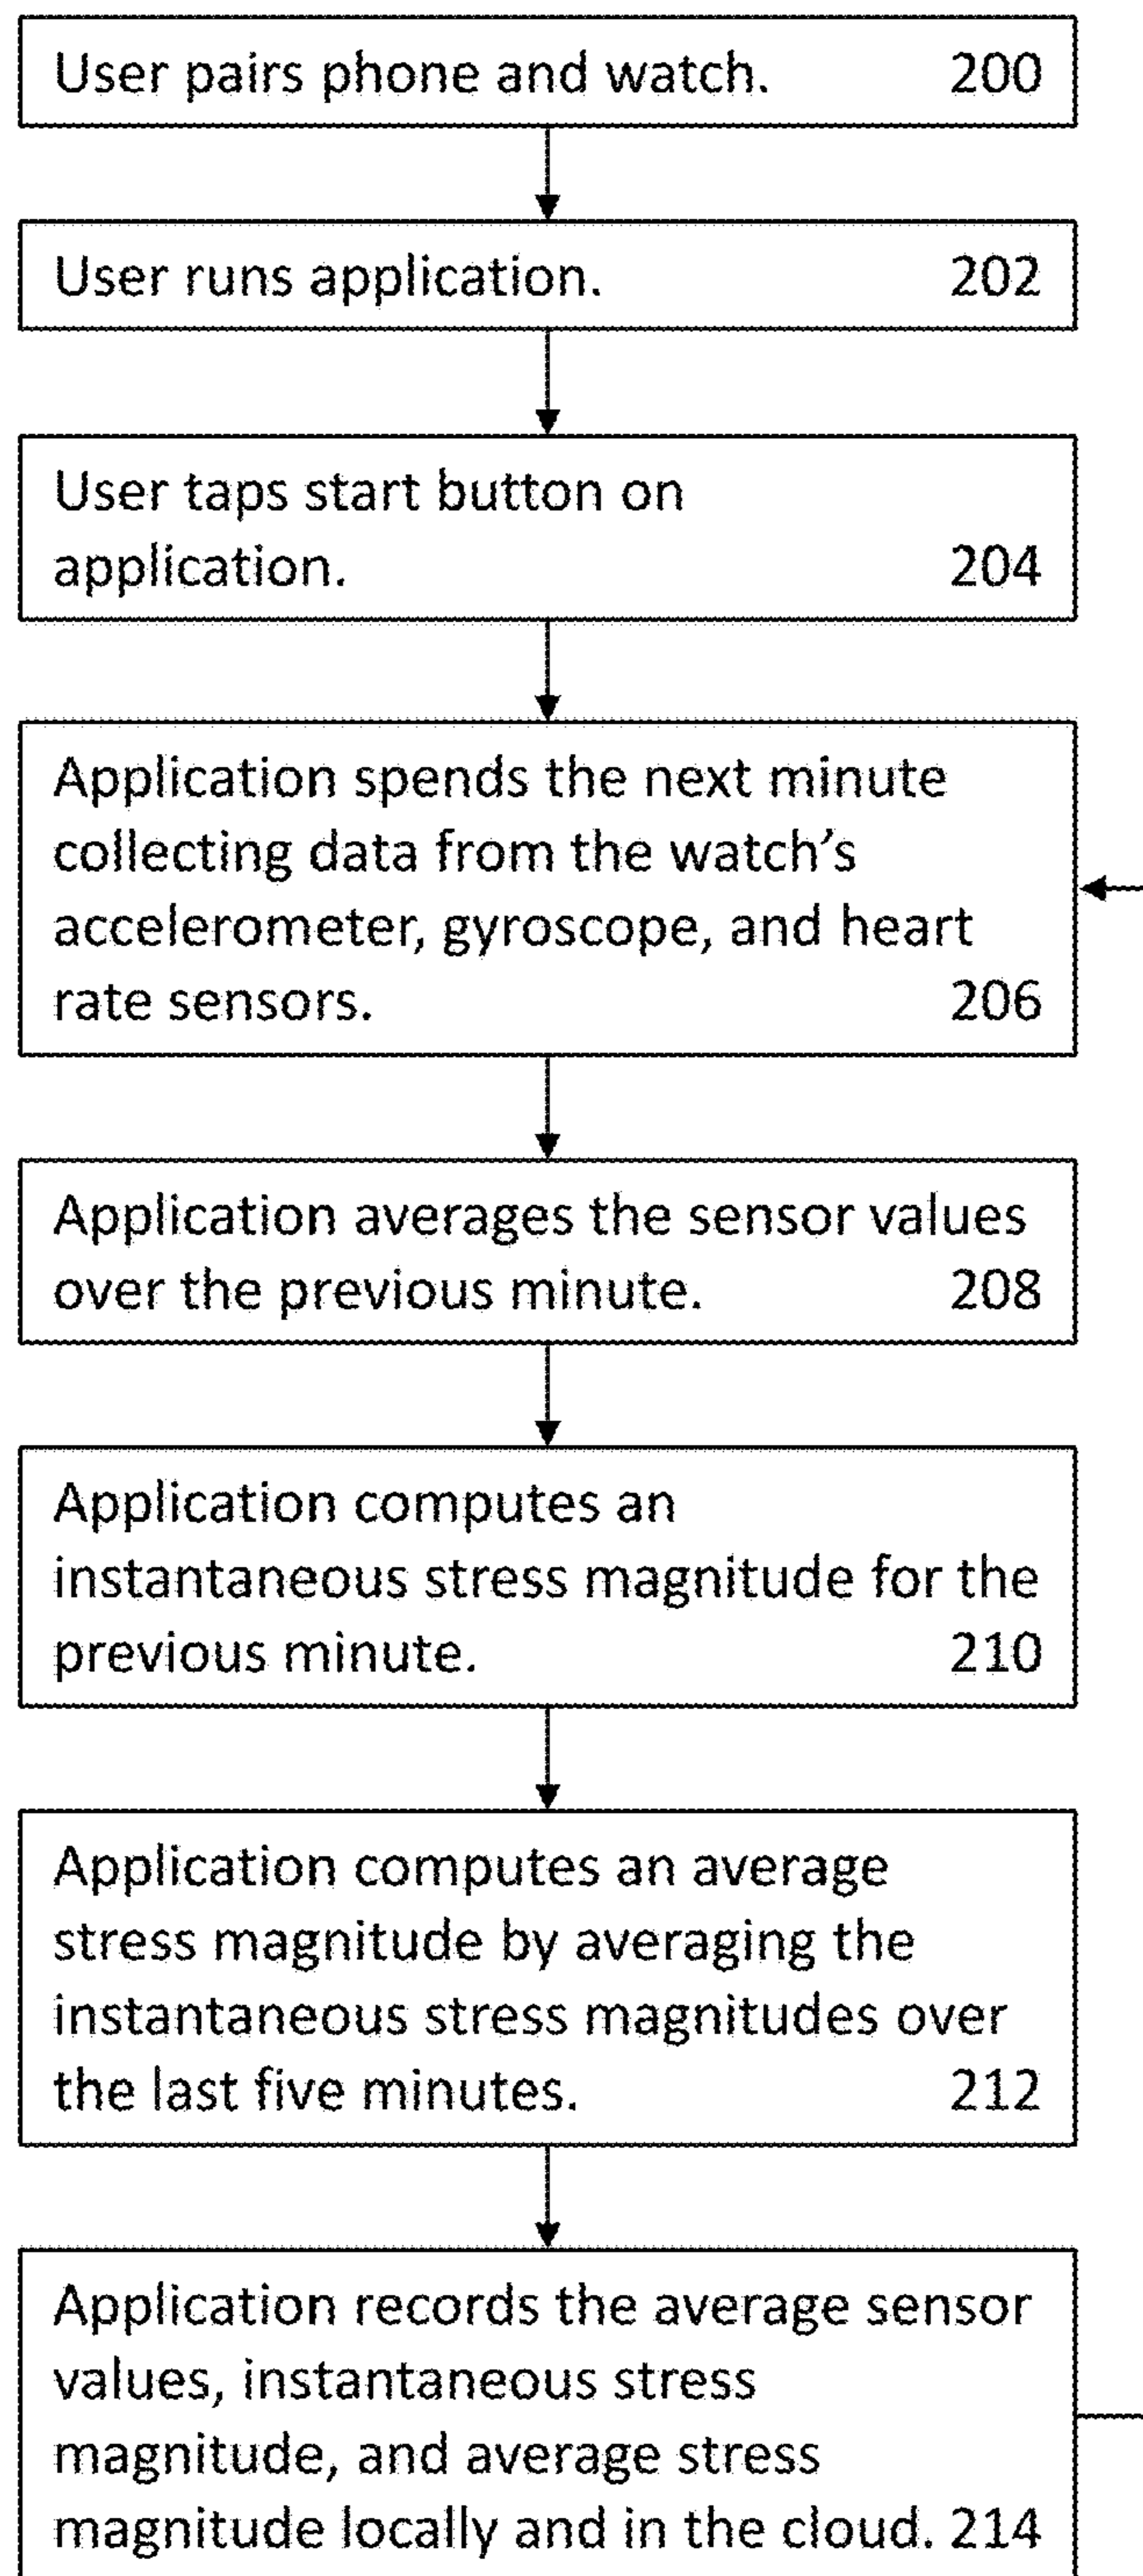 User pairs phone and watch. 200
User runs application. 202
User taps start button on
application. 204
Application spends the next minute
collecting data from the watch’s
accelerometer, gyroscope, and heart
rate sensors. 206
Application averages the sensor values
over the previous minute. 208
Application computes an
instantaneous stress magnitude for the
previous minute. 210
Application computes an average
stress magnitude by averaging the
instantaneous stress magnitudes over
the last five minutes. 212
Application records the average sensor
values, instantaneous stress
magnitude, and average stress
magnitude locally and in the cloud. 214